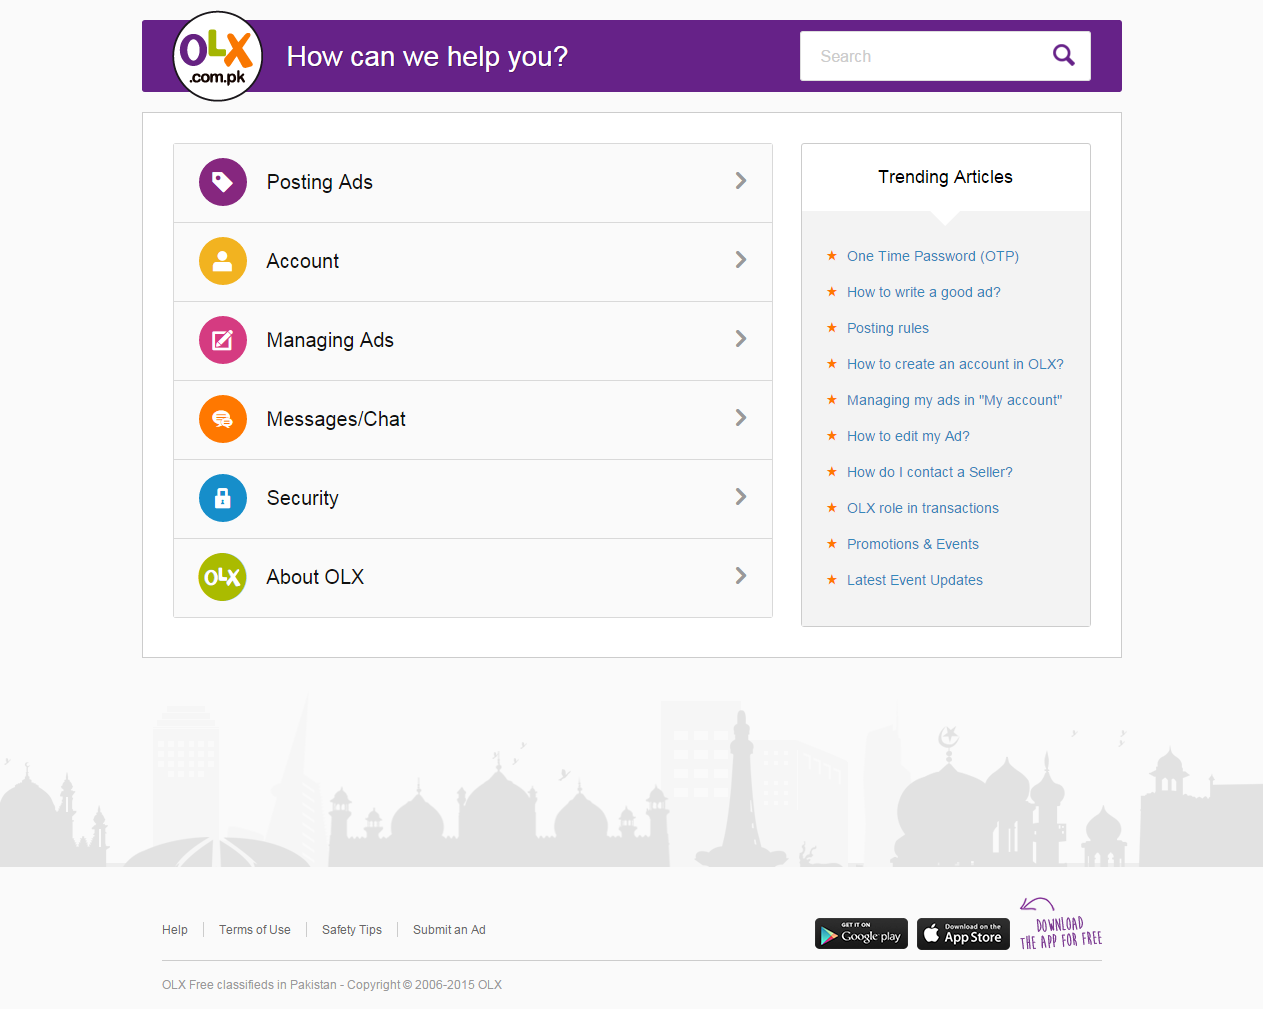 OLX
.com.pk
How can we help you?
Search
Posting Ads
Account
Managing Ads
Messages/Chat
Security
OLX
About OLX
Trending Articles
One Time Password (OTP)
How to write a good ad?
Posting rules
How to create an account in OLX?
Managing my ads in "My account"
How to edit my Ad?
How do I contact a Seller?
OLX role in transactions
Promotions & Events
Latest Event Updates
Help
Terms of Use
Safety Tips
Submit an Ad
GET IT ON
Google play
Download on the
App Store
DOWNLOAD
THE APP FOR FREE
OLX Free classifieds in Pakistan - Copyright © 2006-2015 OLX